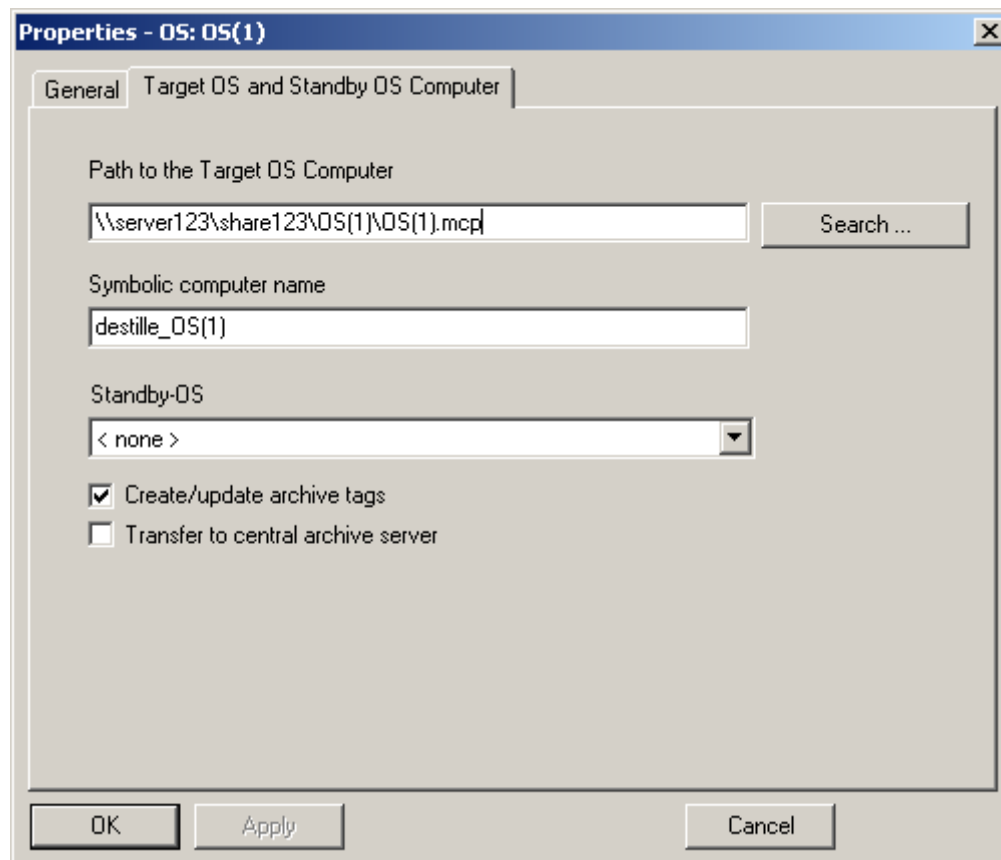 Properties - OS: OS(1)
General
Target OS and Standby OS Computer
Path to the Target OS Computer
\\server123\share123\OS(1)\OS(1).mcp
Search ...
Symbolic computer name
destille_OS(1)
Standby-OS
< none >
Create/update archive tags
Transfer to central archive server
OK
Apply
Cancel